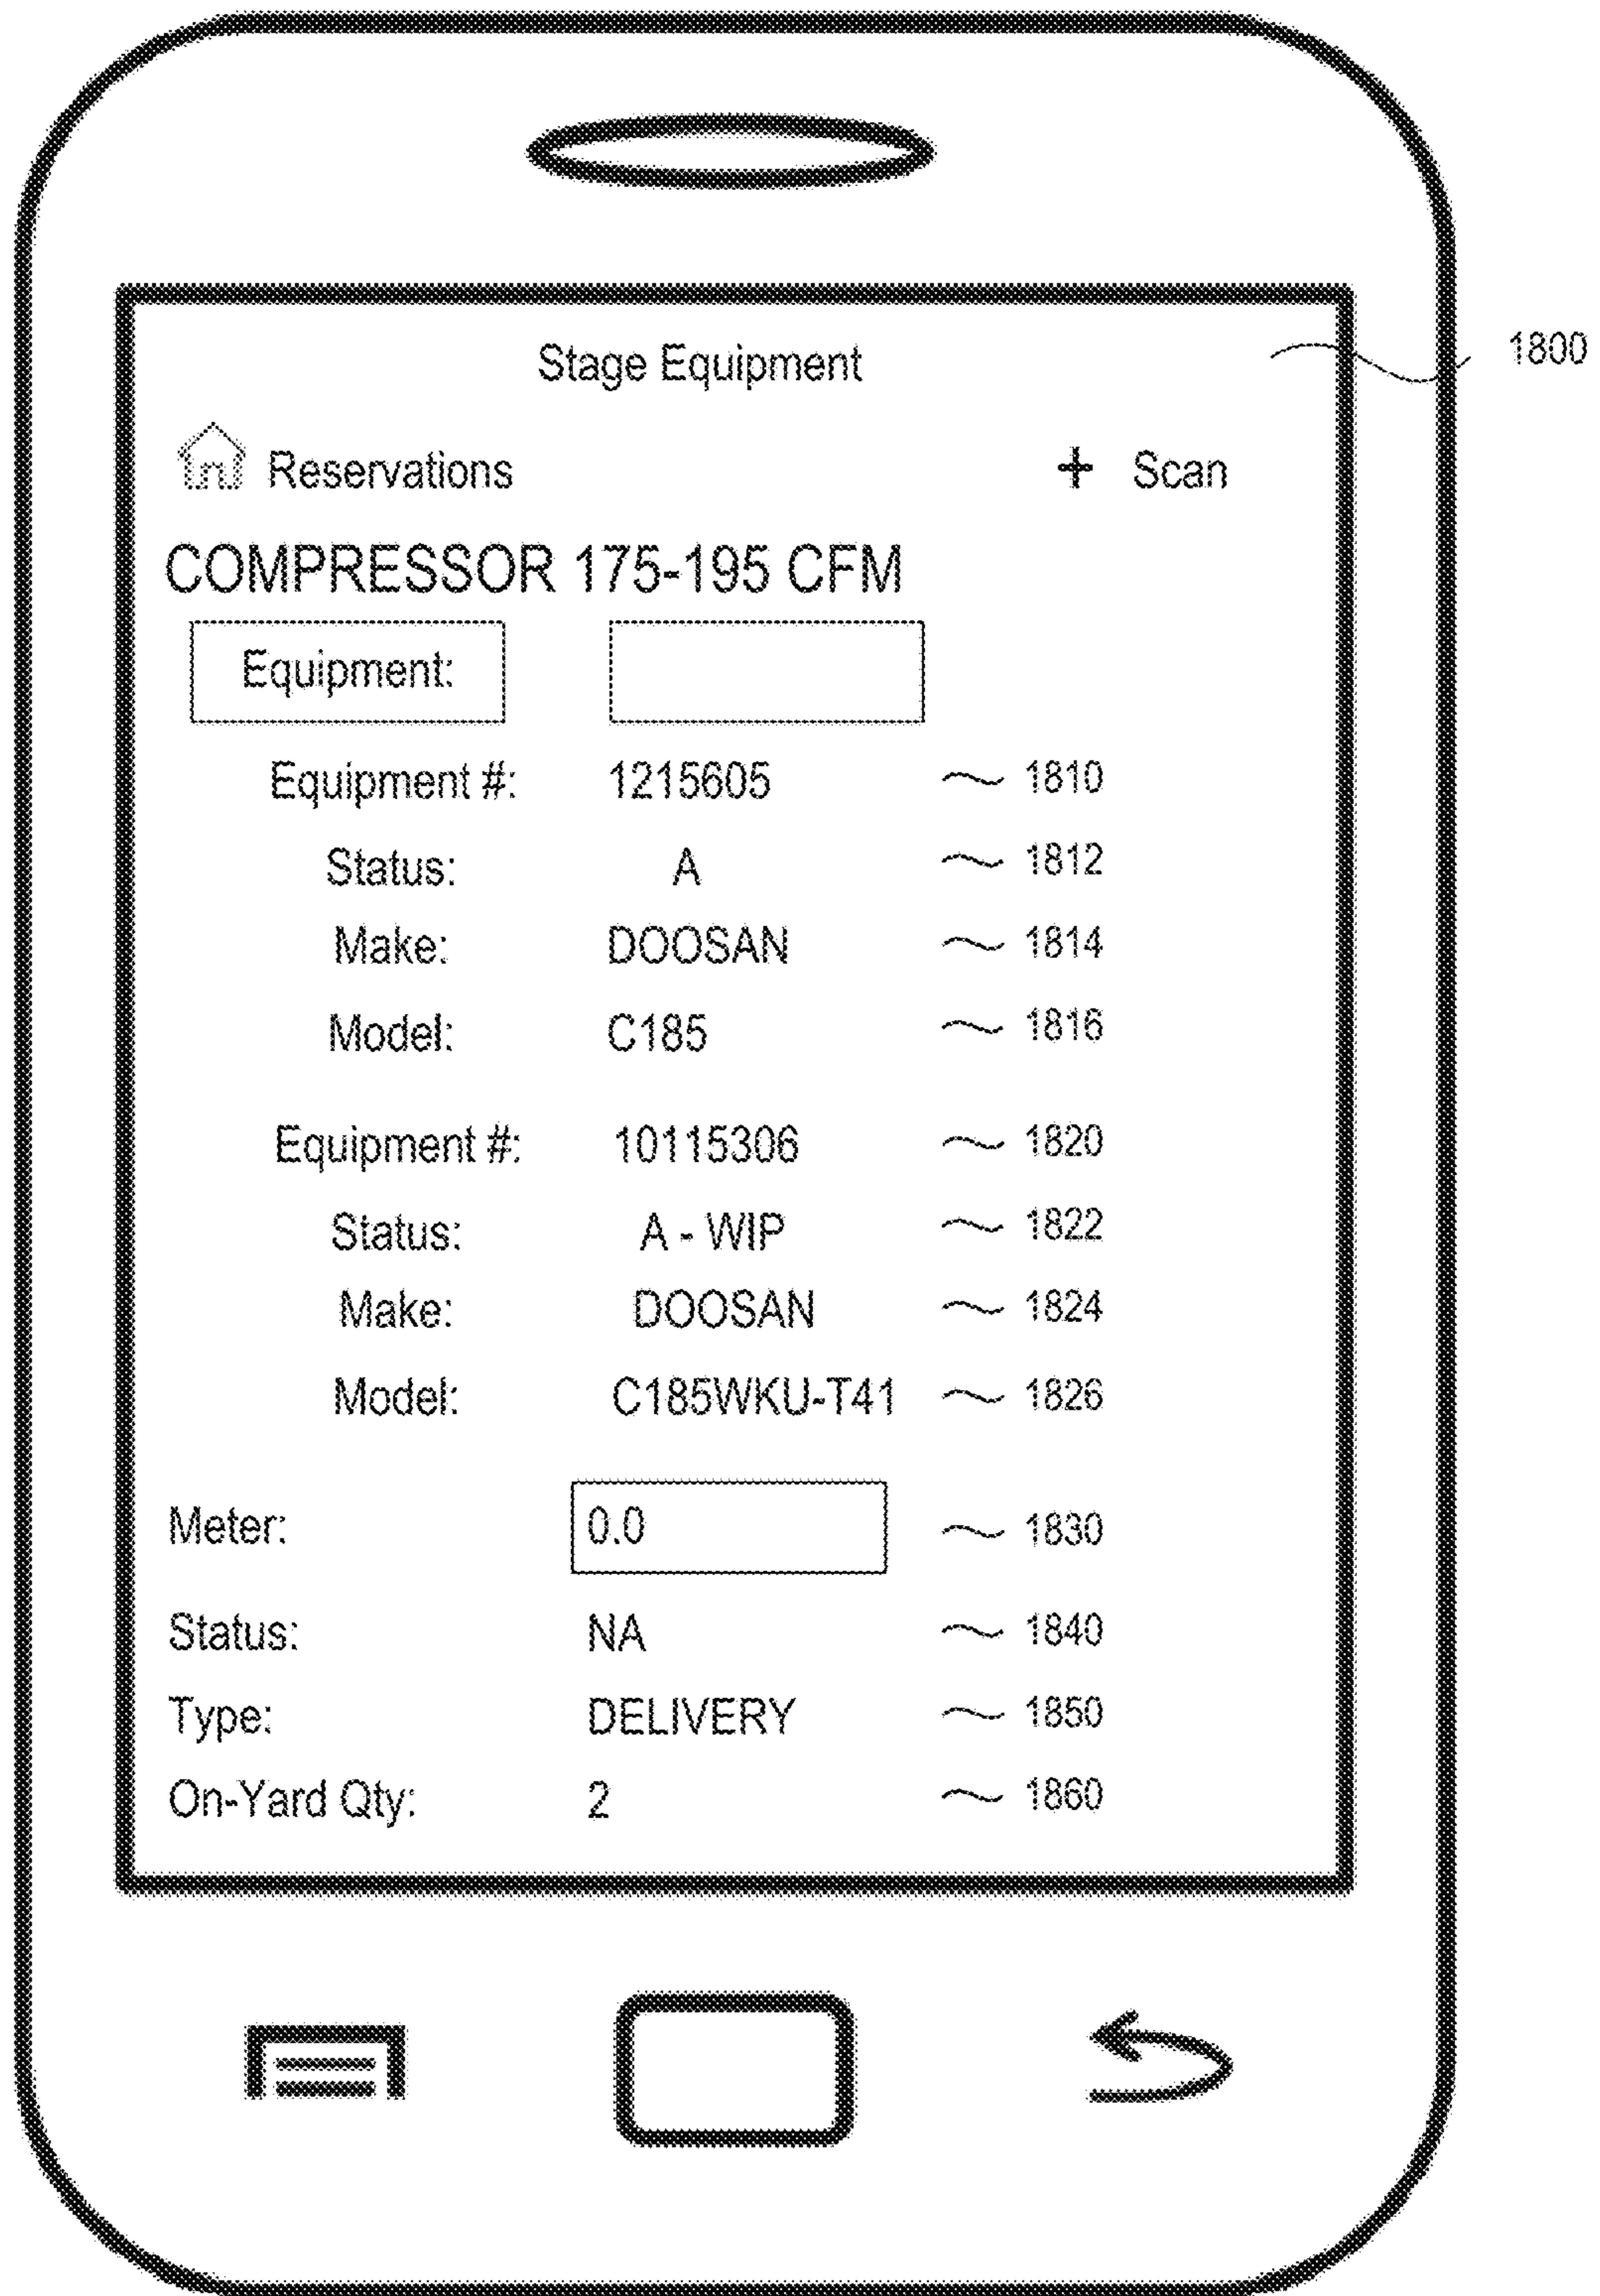 Stage Equipment
1800
Reservations + Scan
COMPRESSOR 175-195 CFM
Equipment:
Equipment #: 1215605 1810
Status: A 1812
Make: DOOSAN 1814
Model: C185 1816
Equipment #: 10115306 1820
Status: A - WIP 1822
Make: DOOSAN 1824
Model: C185WKU-T41 1826
Meter: 0.0 1830
Status: NA 1840
Type: DELIVERY 1850
On-Yard Qty: 2 1860